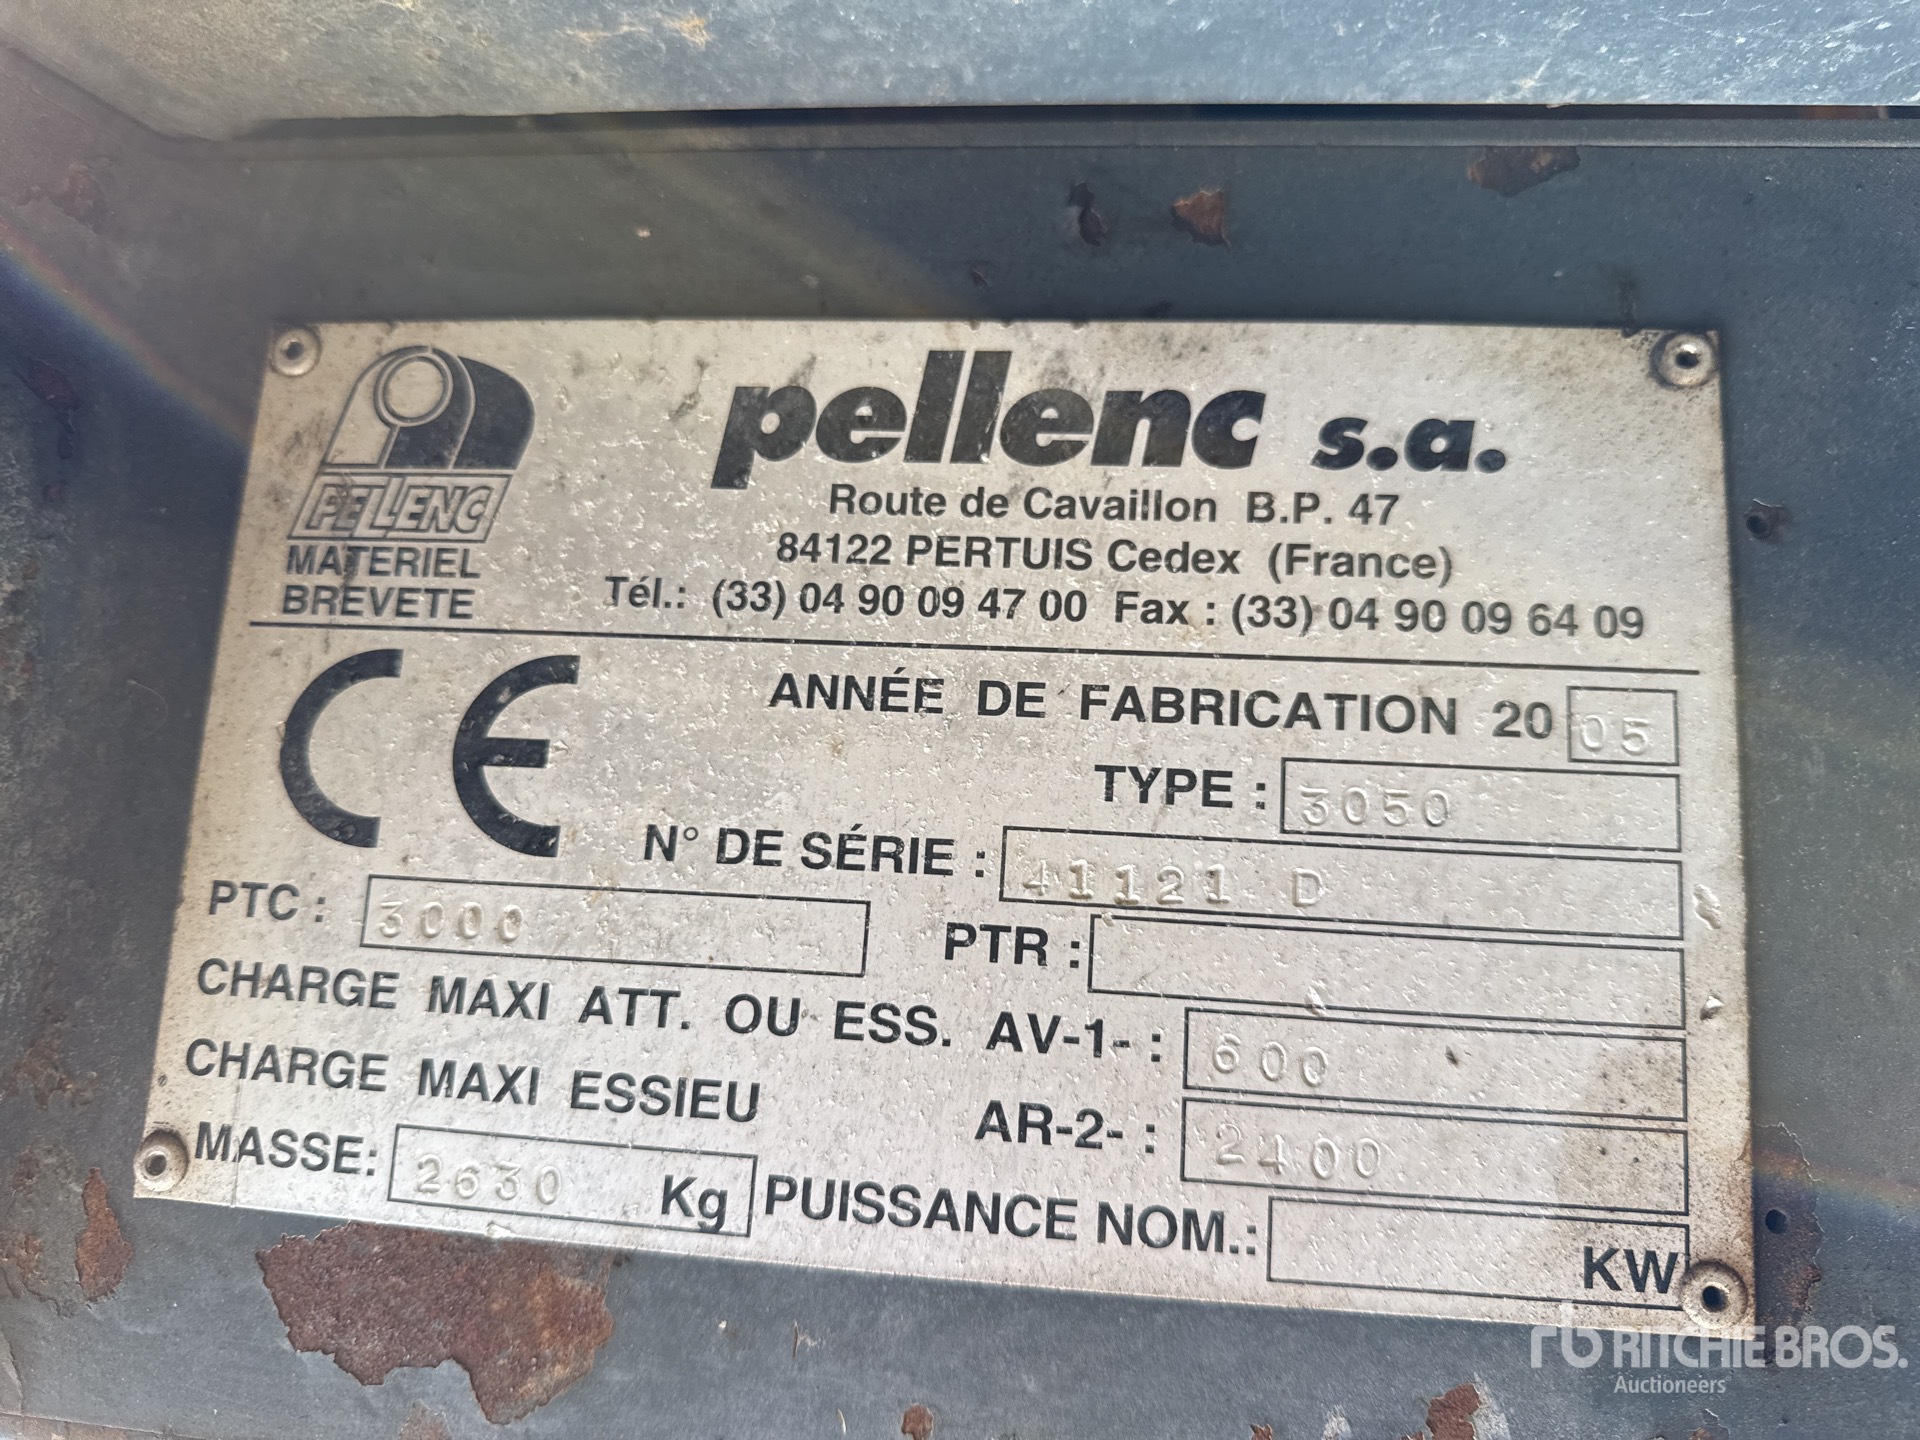 PELLENC
MATERIEL
BREVETE
pellenc s.a.
Route de Cavaillon B.P. 47
84122 PERTUIS Cedex (France)
Tél.: (33) 04 90 09 47 00 Fax : (33) 04 90 09 64 09
CE
ANNÉE DE FABRICATION 20 05
TYPE : 3050
N° DE SÉRIE : 41121 D
PTC : 3000 PTR :
CHARGE MAXI ATT. OU ESS. AV-1- : 600
CHARGE MAXI ESSIEU AR-2- : 2400
MASSE: 2630 Kg PUISSANCE NOM.: KW
rb RITCHIE BROS.
Auctioneers